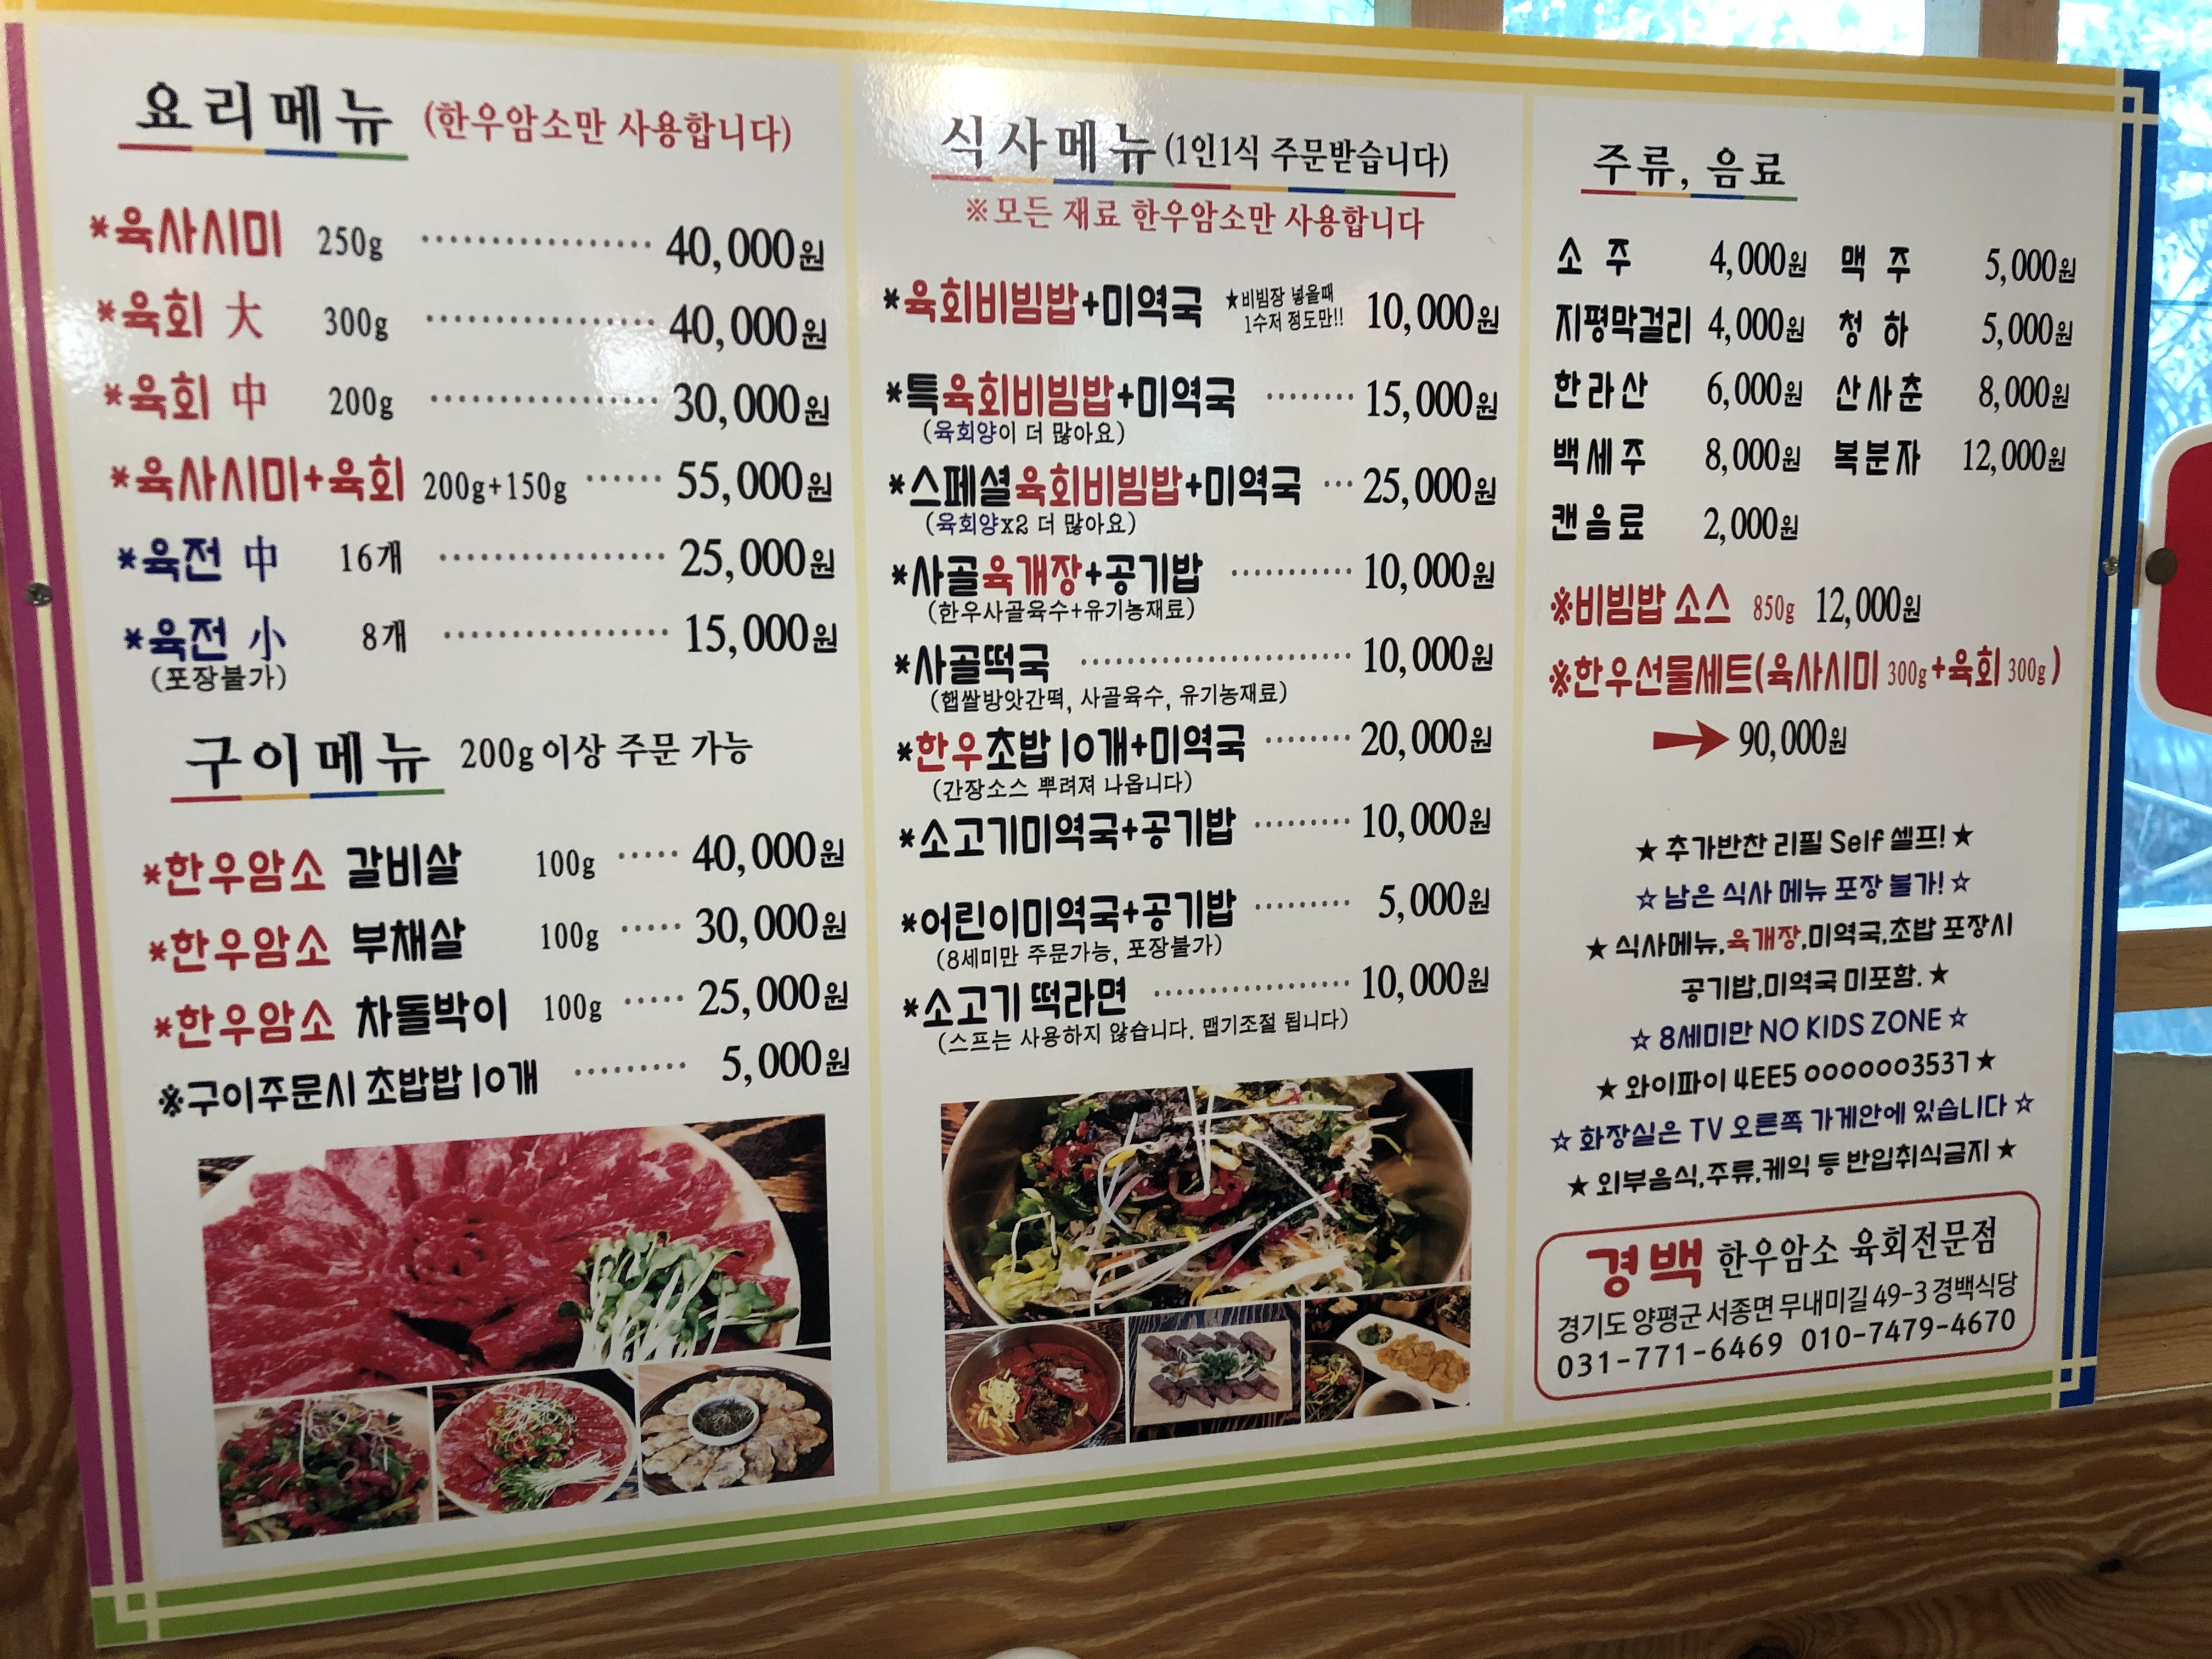 요리메뉴 (한우암소만 사용합니다)
*육사시미 250g ················· 40,000원
*육회 大 300g ················· 40,000원
*육회 中 200g ················· 30,000원
*육사시미+육회 200g+150g ······ 55,000원
*육전 中 16개 ················· 25,000원
*육전 小 8개 ················· 15,000원
(포장불가)
구이메뉴 200g이상 주문 가능
*한우암소 갈비살 100g ····· 40,000원
*한우암소 부채살 100g ····· 30,000원
*한우암소 차돌박이 100g ····· 25,000원
※구이주문시 초밥밥 10개 ········· 5,000원
식사메뉴(1인1식 주문받습니다)
※모든 재료 한우암소만 사용합니다
*육회비빔밥+미역국 ★비빔장 넣을때 10,000원
1수저 정도만!!
*특육회비빔밥+미역국 ········ 15,000원
(육회양이 더 많아요)
*스페셜육회비빔밥+미역국 ··· 25,000원
(육회양x2 더 많아요)
*사골육개장+공기밥 ··········· 10,000원
(한우사골육수+유기농재료)
*사골떡국 ························ 10,000원
(햅쌀방앗간떡, 사골육수, 유기농재료)
*한우초밥 10개+미역국 ········ 20,000원
(간장소스 뿌려져 나옵니다)
*소고기미역국+공기밥 ········· 10,000원
*어린이미역국+공기밥 ········· 5,000원
(8세미만 주문가능, 포장불가)
*소고기 떡라면 ·················· 10,000원
(스프는 사용하지 않습니다. 맵기조절 됩니다)
주류, 음료
소 주 4,000원 맥 주 5,000원
지평막걸리 4,000원 청 하 5,000원
한라산 6,000원 산사춘 8,000원
백세주 8,000원 복분자 12,000원
캔음료 2,000원
※비빔밥 소스 850g 12,000원
※한우선물세트(육사시미 300g+육회 300g)
→ 90,000원
★ 추가반찬 리필 Self 셀프! ★
☆ 남은 식사 메뉴 포장 불가! ☆
★ 식사메뉴,육개장,미역국,초밥 포장시
공기밥,미역국 미포함. ★
☆ 8세미만 NO KIDS ZONE ☆
★ 와이파이 4EE5 0000003537 ★
☆ 화장실은 TV 오른쪽 가게안에 있습니다 ☆
★ 외부음식,주류,케익 등 반입취식금지 ★
경백 한우암소 육회전문점
경기도 양평군 서종면 무내미길 49-3 경백식당
031-771-6469 010-7479-4670